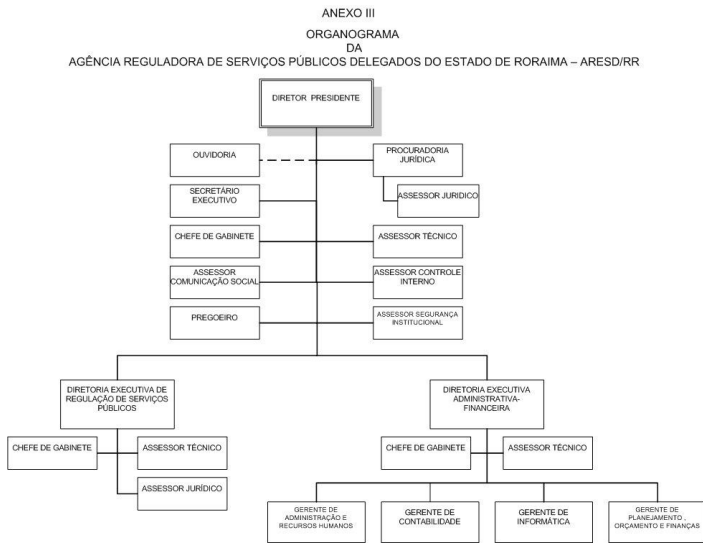 ANEXO III
ORGANOGRAMA
DA
AGÊNCIA REGULADORA DE SERVIÇOS PÚBLICOS DELEGADOS DO ESTADO DE RORAIMA – ARESD/RR
DIRETOR PRESIDENTE
OUVIDORIA
PROCURADORIA
JURÍDICA
ASSESSOR JURIDICO
SECRETÁRIO
EXECUTIVO
CHEFE DE GABINETE
ASSESSOR TÉCNICO
ASSESSOR
COMUNICAÇÃO SOCIAL
ASSESSOR CONTROLE
INTERNO
PREGOEIRO
ASSESSOR SEGURANÇA
INSTITUCIONAL
DIRETORIA EXECUTIVA DE
REGULAÇÃO DE SERVIÇOS
PÚBLICOS
CHEFE DE GABINETE
ASSESSOR TÉCNICO
ASSESSOR JURÍDICO
DIRETORIA EXECUTIVA
ADMINISTRATIVA-
FINANCEIRA
CHEFE DE GABINETE
ASSESSOR TÉCNICO
GERENTE DE
ADMINISTRAÇÃO E
RECURSOS HUMANOS
GERENTE DE
CONTABILIDADE
GERENTE DE
INFORMÁTICA
GERENTE DE
PLANEJAMENTO ,
ORÇAMENTO E FINANÇAS